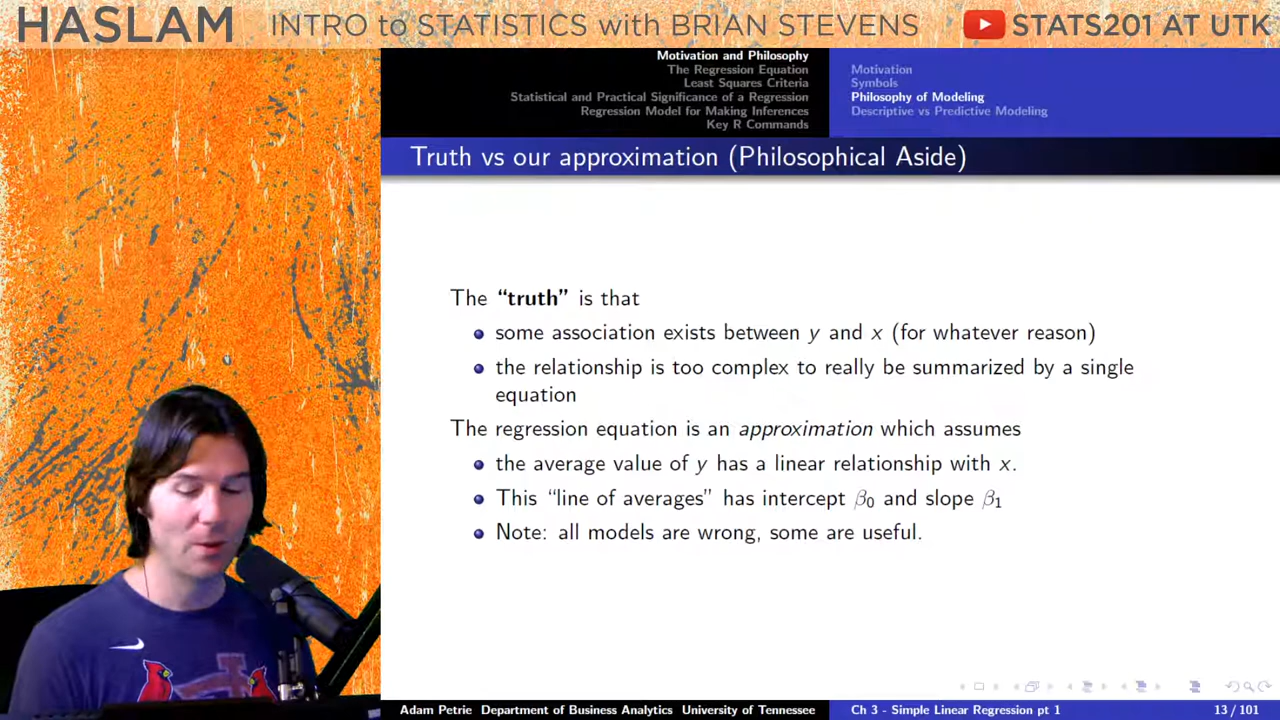 HASLAM INTRO to STATISTICS with BRIAN STEVENS STATS201 AT UTK
Motivation and Philosophy
The Regression Equation
Least Squares Criteria
Statistical and Practical Significance of a Regression
Regression Model for Making Inferences
Key R Commands
Motivation
Symbols
Philosophy of Modeling
Descriptive vs Predictive Modeling
Truth vs our approximation (Philosophical Aside)
The “truth” is that
some association exists between y and x (for whatever reason)
the relationship is too complex to really be summarized by a single
equation
The regression equation is an approximation which assumes
the average value of y has a linear relationship with x.
This “line of averages” has intercept β₀ and slope β₁
Note: all models are wrong, some are useful.
Adam Petrie Department of Business Analytics University of Tennessee
Ch 3 - Simple Linear Regression pt 1
13 / 101